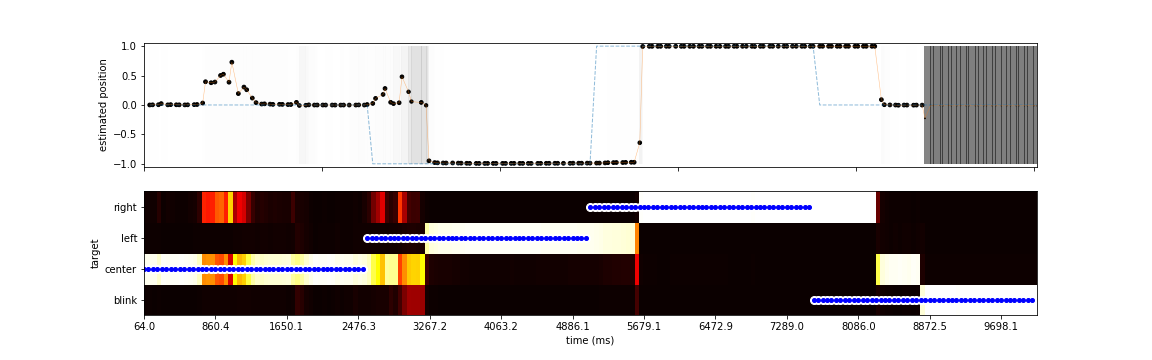 1.0
0.5
0.0
−0.5
−1.0
estimated position
right
left
center
blink
target
64.0 860.4 1650.1 2476.3 3267.2 4063.2 4886.1 5679.1 6472.9 7289.0 8086.0 8872.5 9698.1
time (ms)